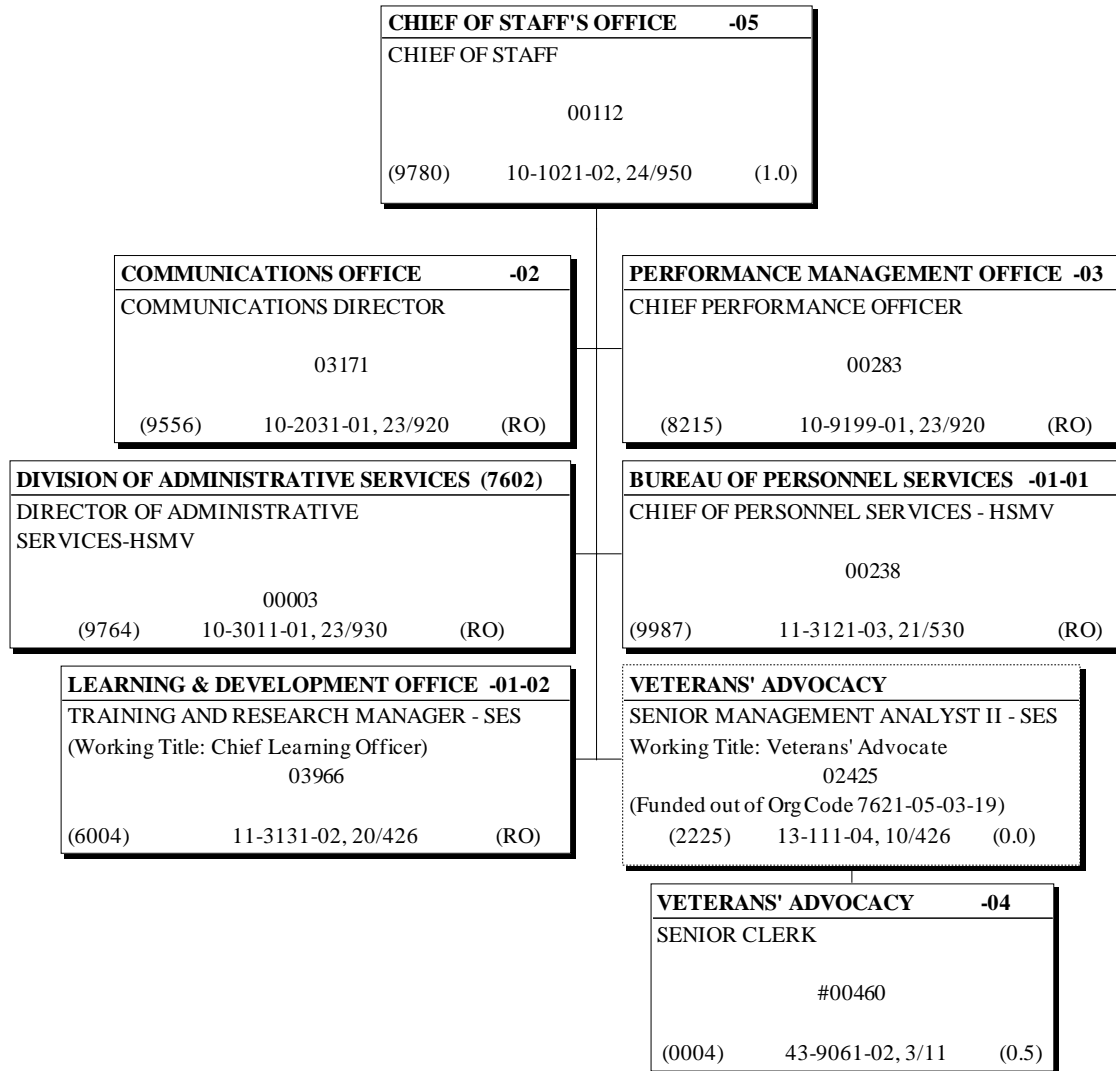 CHIEF OF STAFF'S OFFICE -05
CHIEF OF STAFF
00112
(9780) 10-1021-02, 24/950 (1.0)
COMMUNICATIONS OFFICE -02
COMMUNICATIONS DIRECTOR
03171
(9556) 10-2031-01, 23/920 (RO)
PERFORMANCE MANAGEMENT OFFICE -03
CHIEF PERFORMANCE OFFICER
00283
(8215) 10-9199-01, 23/920 (RO)
DIVISION OF ADMINISTRATIVE SERVICES (7602)
DIRECTOR OF ADMINISTRATIVE
SERVICES-HSMV
00003
(9764) 10-3011-01, 23/930 (RO)
BUREAU OF PERSONNEL SERVICES -01-01
CHIEF OF PERSONNEL SERVICES - HSMV
00238
(9987) 11-3121-03, 21/530 (RO)
LEARNING & DEVELOPMENT OFFICE -01-02
TRAINING AND RESEARCH MANAGER - SES
(Working Title: Chief Learning Officer)
03966
(6004) 11-3131-02, 20/426 (RO)
VETERANS' ADVOCACY
SENIOR MANAGEMENT ANALYST II - SES
Working Title: Veterans' Advocate
02425
(Funded out of Org Code 7621-05-03-19)
(2225) 13-111-04, 10/426 (0.0)
VETERANS' ADVOCACY -04
SENIOR CLERK
#00460
(0004) 43-9061-02, 3/11 (0.5)